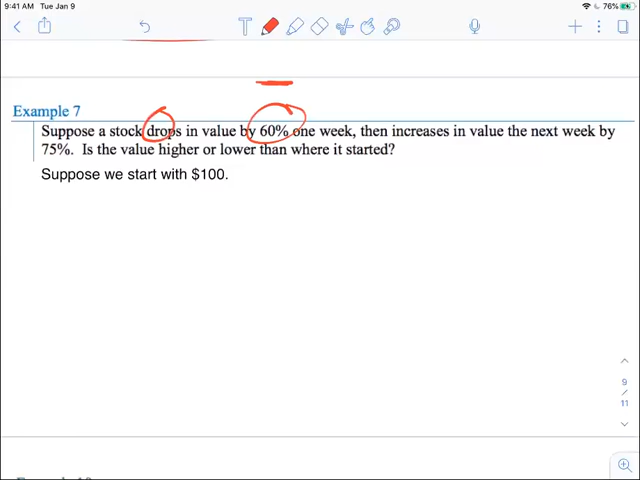 9:41 AM Tue Jan 9
76%
T
Example 7
Suppose a stock drops in value by 60% one week, then increases in value the next week by
75%. Is the value higher or lower than where it started?
Suppose we start with $100.
9
/
11